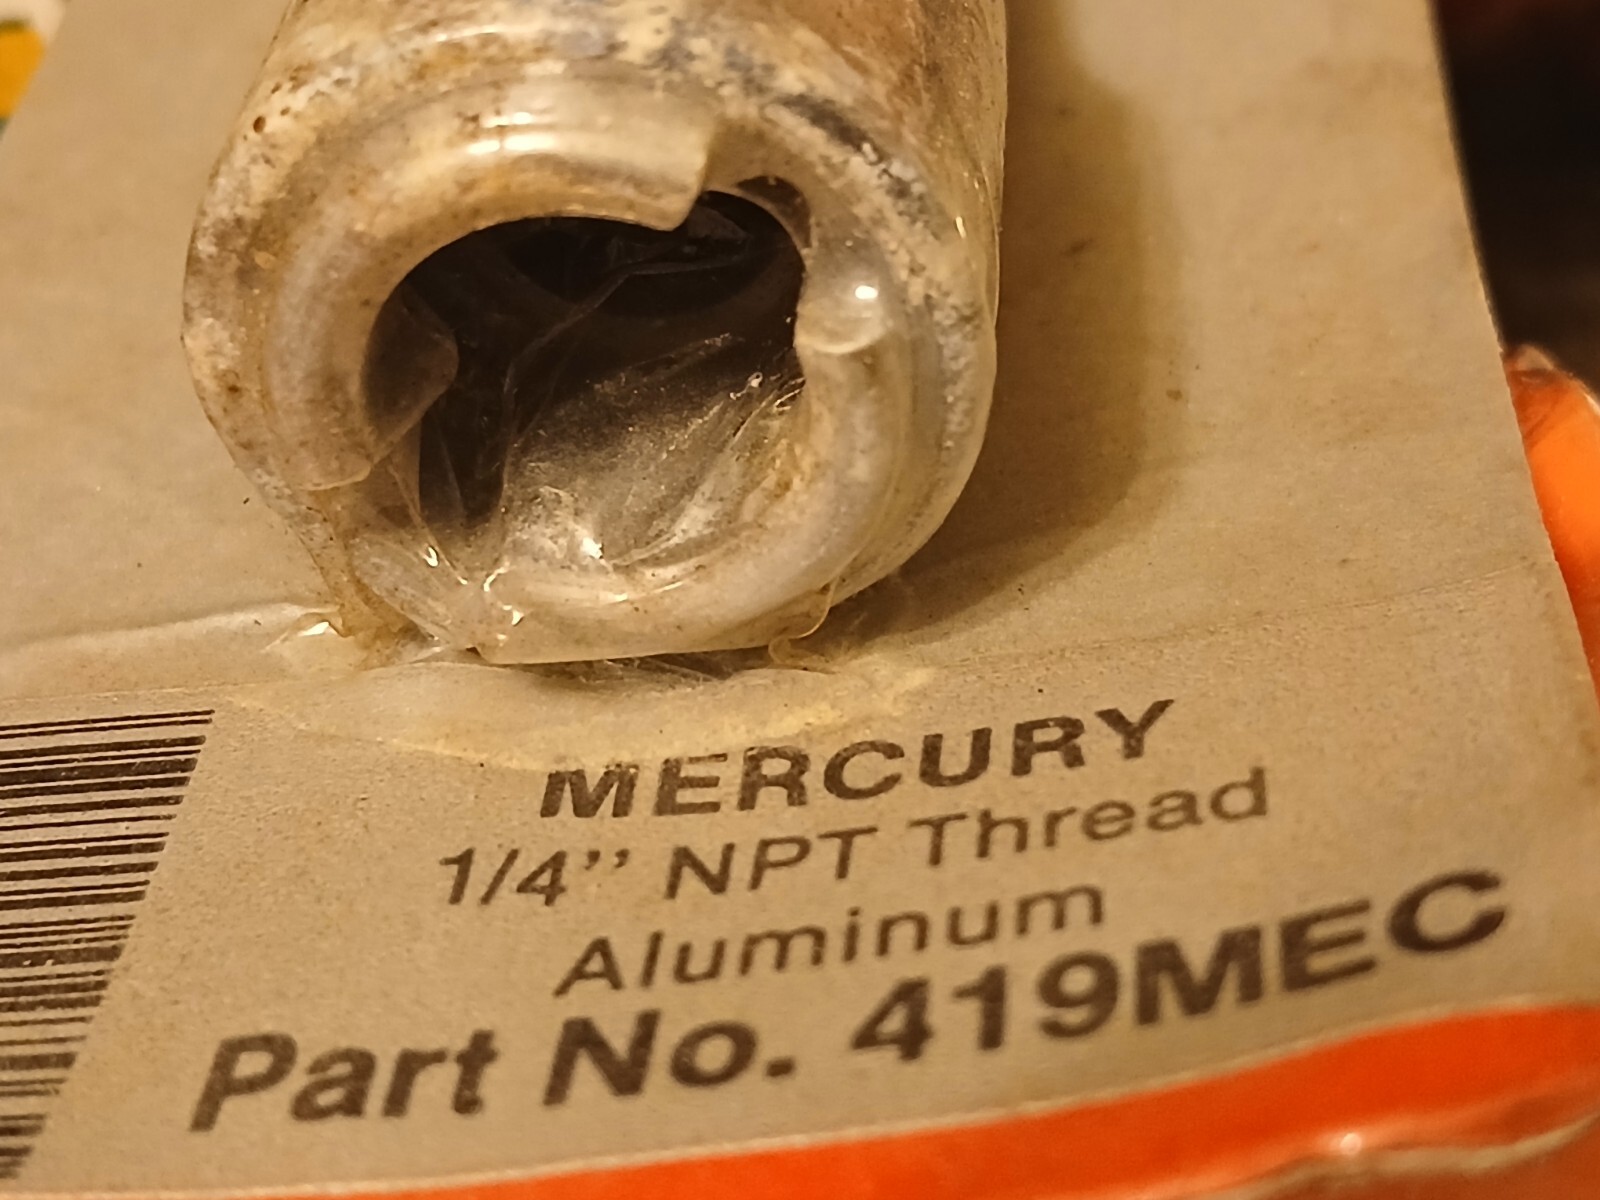 MERCURY
1/4” NPT Thread
Aluminum
Part No. 419MEC